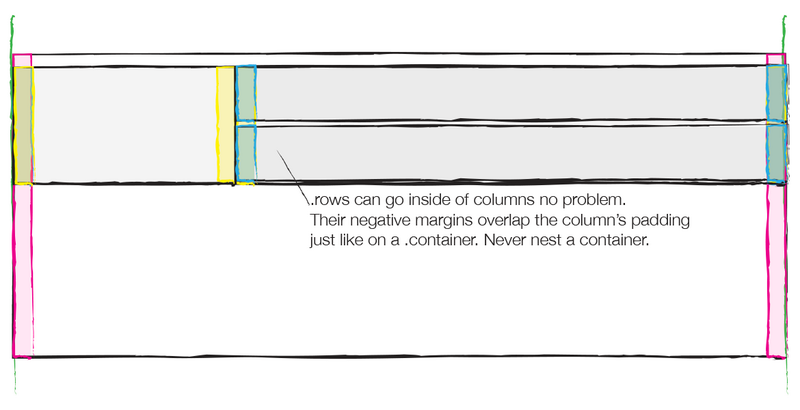 .rows can go inside of columns no problem.
Their negative margins overlap the column's padding
just like on a .container. Never nest a container.